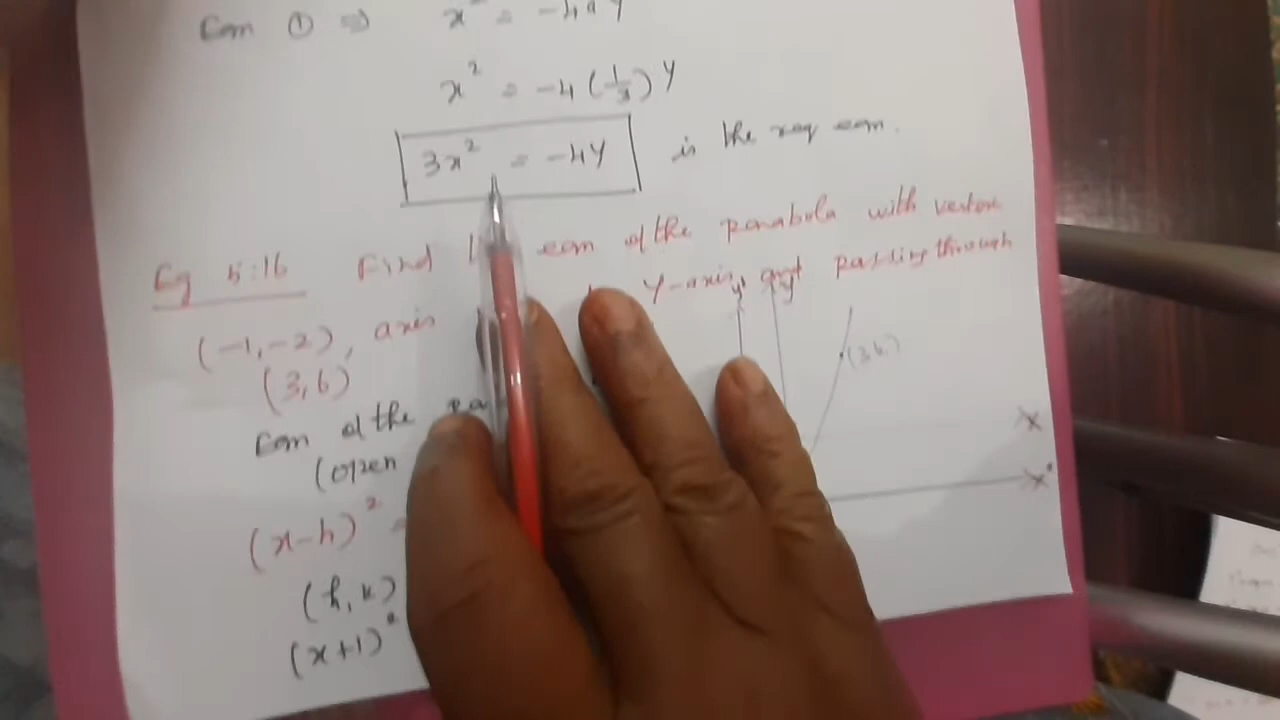 Eqn ① ⇒ x² = -4ay
x² = -4(1/3)y
3x² = -4y is the req eqn.
Eg 5:16 Find eqn of the parabola with vertex
(-1,-2), axis Y-axis and passing through
(3,6)
Eqn of the
(open
(x-h)² =
(h,k)
(x+1)²
(3,6)
X
X'